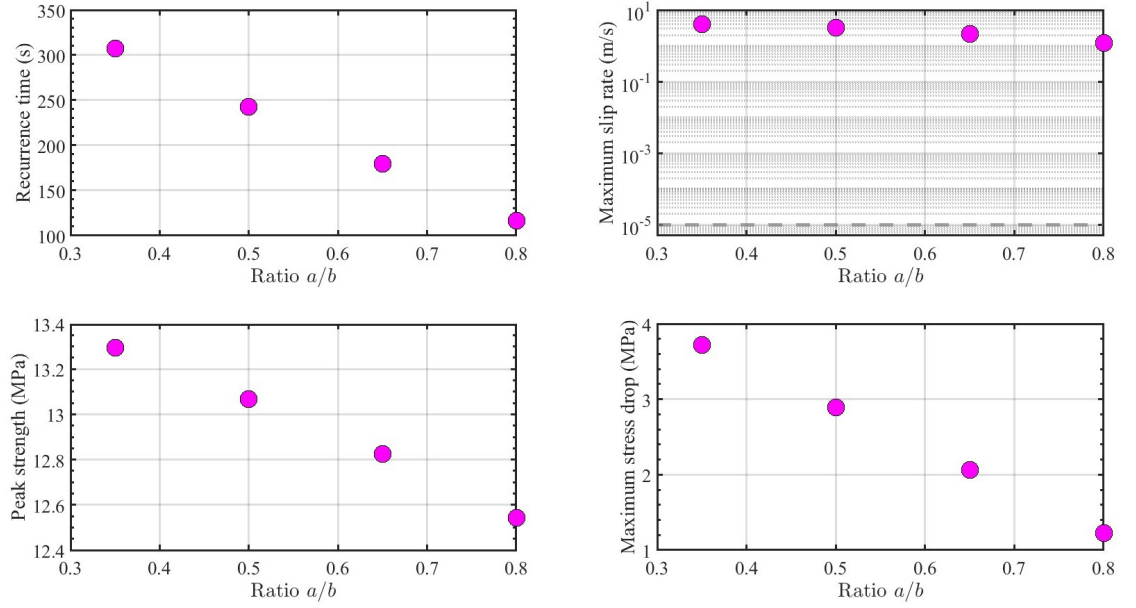 350
300
250
200
150
100
Recurrence time (s)
0.3 0.4 0.5 0.6 0.7 0.8
Ratio a/b
10^1
10^-1
10^-3
10^-5
Maximum slip rate (m/s)
0.3 0.4 0.5 0.6 0.7 0.8
Ratio a/b
13.4
13.2
13
12.8
12.6
12.4
Peak strength (MPa)
0.3 0.4 0.5 0.6 0.7 0.8
Ratio a/b
4
3
2
1
Maximum stress drop (MPa)
0.3 0.4 0.5 0.6 0.7 0.8
Ratio a/b